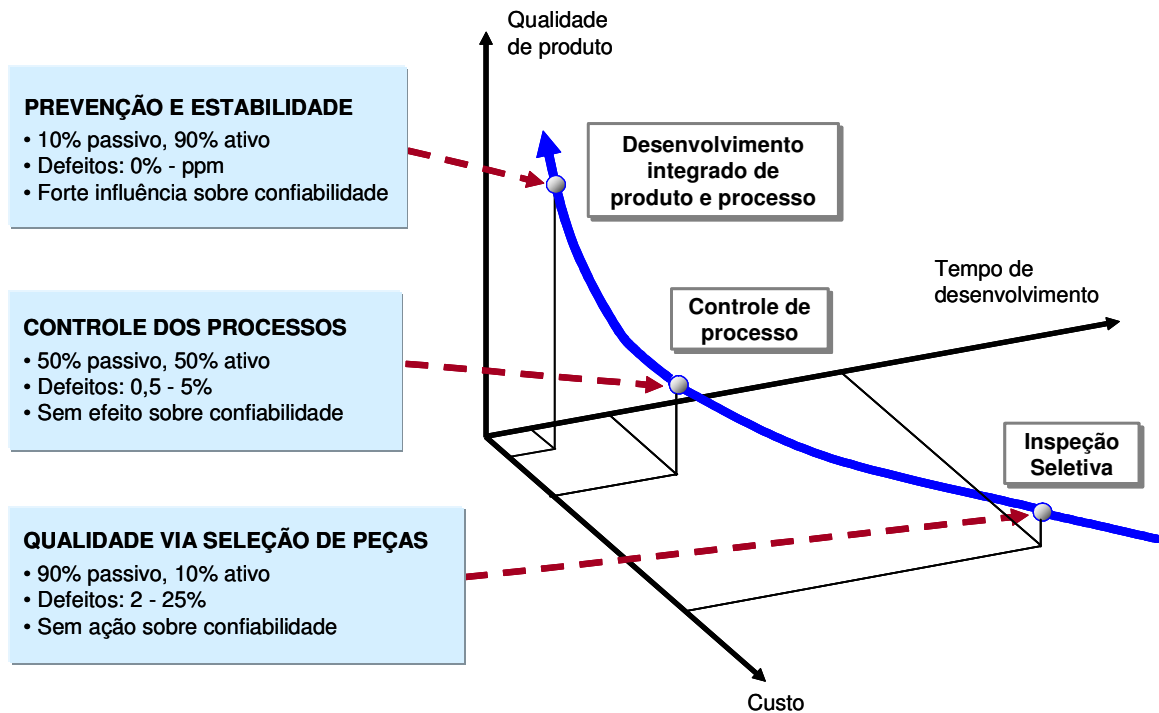 Qualidade
de produto
PREVENÇÃO E ESTABILIDADE
• 10% passivo, 90% ativo
• Defeitos: 0% - ppm
• Forte influência sobre confiabilidade
Desenvolvimento
integrado de
produto e processo
Tempo de
desenvolvimento
Controle de
processo
CONTROLE DOS PROCESSOS
• 50% passivo, 50% ativo
• Defeitos: 0,5 - 5%
• Sem efeito sobre confiabilidade
Inspeção
Seletiva
QUALIDADE VIA SELEÇÃO DE PEÇAS
• 90% passivo, 10% ativo
• Defeitos: 2 - 25%
• Sem ação sobre confiabilidade
Custo